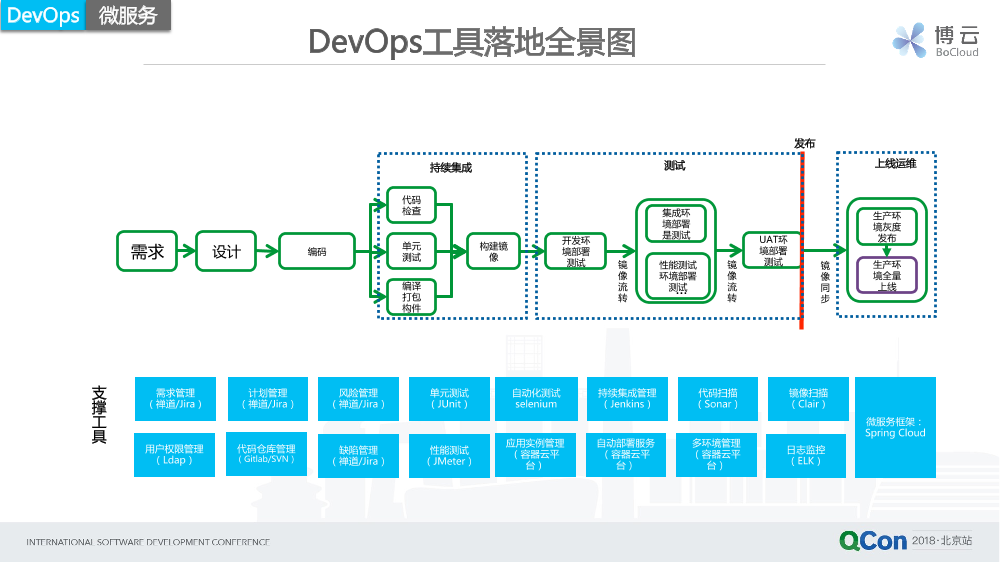 DevOps 微服务
DevOps工具落地全景图
博云
BoCloud
发布
持续集成
测试
上线运维
需求
设计
编码
代码
检查
单元
测试
编译
打包
构件
构建镜
像
开发环
境部署
测试
镜像流转
集成环
境部署
是测试
性能测试
环境部署
测试
...
镜像流转
UAT环
境部署
测试
镜像同步
生产环
境灰度
发布
生产环
境全量
上线
支撑工具
需求管理
(禅道/Jira)
计划管理
(禅道/Jira)
风险管理
(禅道/Jira)
单元测试
(JUnit)
自动化测试
selenium
持续集成管理
(Jenkins)
代码扫描
(Sonar)
镜像扫描
(Clair)
微服务框架：
Spring Cloud
用户权限管理
(Ldap)
代码仓库管理
(Gitlab/SVN)
缺陷管理
(禅道/Jira)
性能测试
(JMeter)
应用实例管理
(容器云平
台)
自动部署服务
(容器云平
台)
多环境管理
(容器云平
台)
日志监控
(ELK)
INTERNATIONAL SOFTWARE DEVELOPMENT CONFERENCE
QCon 2018·北京站